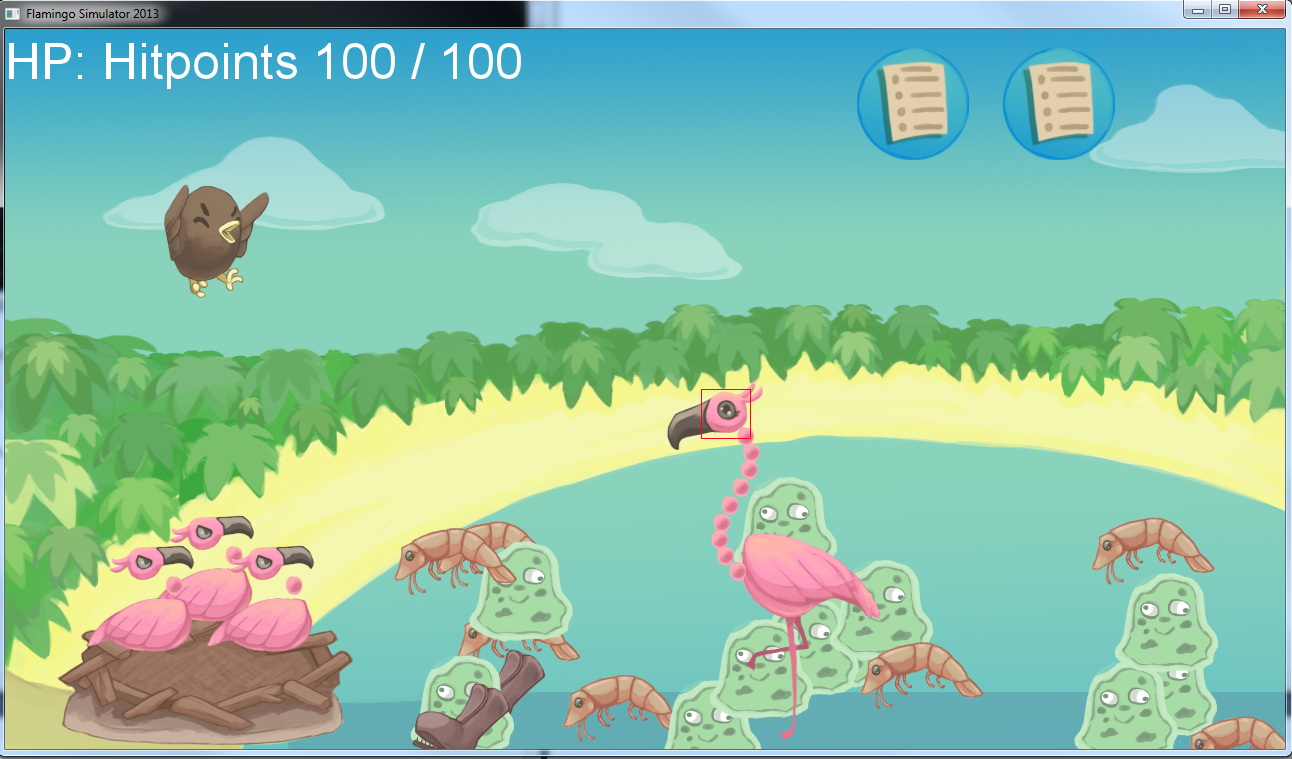 Flamingo Simulator 2013
HP: Hitpoints 100 / 100